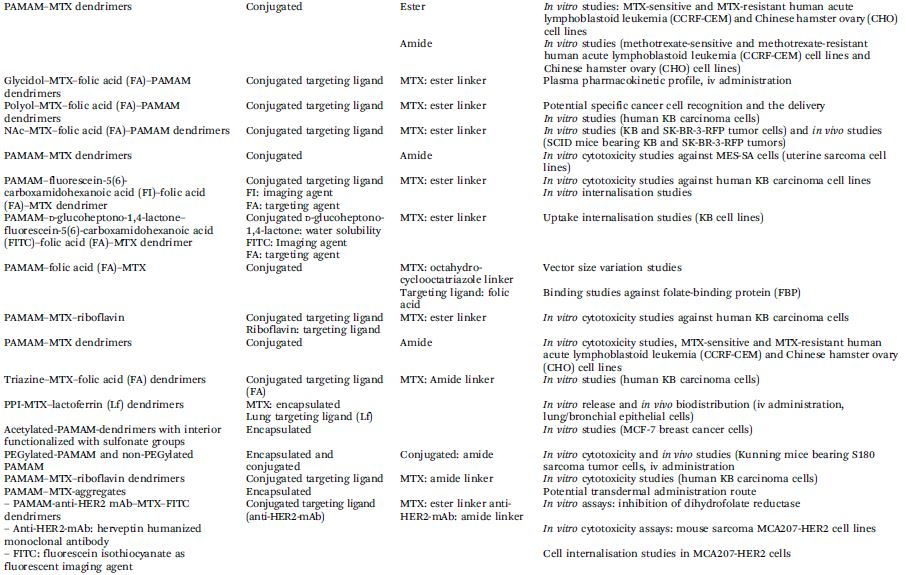 PAMAM–MTX dendrimers Conjugated Ester In vitro studies: MTX-sensitive and MTX-resistant human acute
lymphoblastoid leukemia (CCRF-CEM) and Chinese hamster ovary (CHO)
cell lines
Amide In vitro studies (methotrexate-sensitive and methotrexate-resistant
human acute lymphoblastoid leukemia (CCRF-CEM) cell lines and
Chinese hamster ovary (CHO) cell lines)
Glycidol–MTX–folic acid (FA)–PAMAM Conjugated targeting ligand MTX: ester linker Plasma pharmacokinetic profile, iv administration
dendrimers
Polyol–MTX–folic acid (FA)–PAMAM Conjugated targeting ligand MTX: ester linker Potential specific cancer cell recognition and the delivery
dendrimers In vitro studies (human KB carcinoma cells)
NAc–MTX–folic acid (FA)–PAMAM dendrimers Conjugated targeting ligand MTX: ester linker In vitro studies (KB and SK-BR-3-RFP tumor cells) and in vivo studies
(SCID mice bearing KB and SK-BR-3-RFP tumors)
PAMAM–MTX dendrimers Conjugated Amide In vitro cytotoxicity studies against MES-SA cells (uterine sarcoma cell
lines)
PAMAM–fluorescein-5(6)- Conjugated targeting ligand MTX: ester linker In vitro cytotoxicity studies against human KB carcinoma cell lines
carboxamidohexanoic acid (FI)–folic acid FI: imaging agent In vitro internalisation studies
(FA)–MTX dendrimer FA: targeting agent
PAMAM–D-glucoheptono-1,4-lactone– Conjugated D-glucoheptono- MTX: ester linker Uptake internalisation studies (KB cell lines)
fluorescein-5(6)-carboxamidohexanoic acid 1,4-lactone: water solubility
(FITC)–folic acid (FA)–MTX dendrimer FITC: Imaging agent
FA: targeting agent
PAMAM–folic acid (FA)–MTX Conjugated MTX: octahydro- Vector size variation studies
cyclooctatriazole linker
Targeting ligand: folic Binding studies against folate-binding protein (FBP)
acid
PAMAM–MTX–riboflavin Conjugated targeting ligand MTX: ester linker In vitro cytotoxicity studies against human KB carcinoma cells
Riboflavin: targeting ligand
PAMAM–MTX dendrimers Conjugated Amide In vitro cytotoxicity studies, MTX-sensitive and MTX-resistant human
acute lymphoblastoid leukemia (CCRF-CEM) and Chinese hamster ovary
(CHO) cell lines
Triazine–MTX–folic acid (FA) dendrimers Conjugated targeting ligand MTX: Amide linker In vitro studies (human KB carcinoma cells)
(FA)
PPI-MTX–lactoferrin (Lf) dendrimers MTX: encapsulated In vitro release and in vivo biodistribution (iv administration,
Lung targeting ligand (Lf) lung/bronchial epithelial cells)
Acetylated-PAMAM-dendrimers with interior Encapsulated In vitro studies (MCF-7 breast cancer cells)
functionalized with sulfonate groups
PEGylated-PAMAM and non-PEGylated Encapsulated and Conjugated: amide In vitro cytotoxicity and in vivo studies (Kunning mice bearing S180
PAMAM conjugated sarcoma tumor cells, iv administration
PAMAM–MTX–riboflavin dendrimers Conjugated targeting ligand MTX: amide linker In vitro cytotoxicity studies (human KB carcinoma cells)
PAMAM–MTX-aggregates Encapsulated Potential transdermal administration route
– PAMAM-anti-HER2 mAb–MTX–FITC Conjugated targeting ligand MTX: ester linker anti- In vitro assays: inhibition of dihydrofolate reductase
dendrimers (anti-HER2-mAb) HER2-mAb: amide linker
– Anti-HER2-mAb: herveptin humanized In vitro cytotoxicity assays: mouse sarcoma MCA207-HER2 cell lines
monoclonal antibody
– FITC: fluorescein isothiocyanate as Cell internalisation studies in MCA207-HER2 cells
fluorescent imaging agent